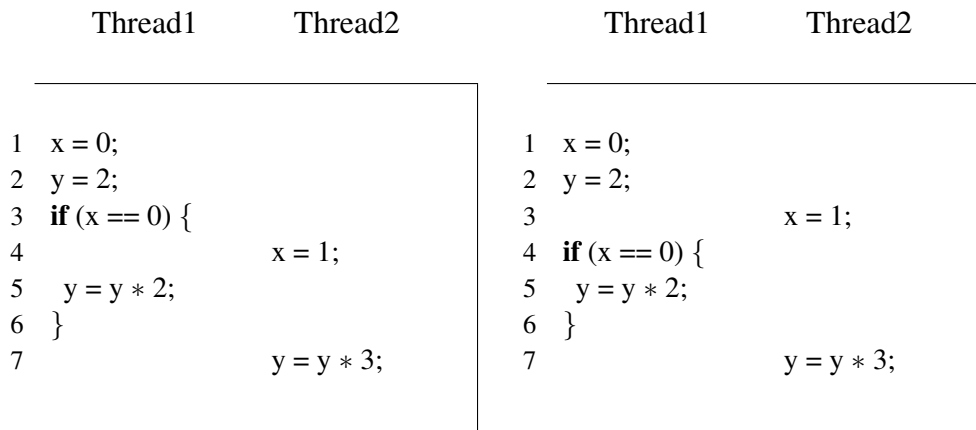 Thread1 Thread2
1 x = 0;
2 y = 2;
3 if (x == 0) {
4 x = 1;
5 y = y * 2;
6 }
7 y = y * 3;
Thread1 Thread2
1 x = 0;
2 y = 2;
3 x = 1;
4 if (x == 0) {
5 y = y * 2;
6 }
7 y = y * 3;